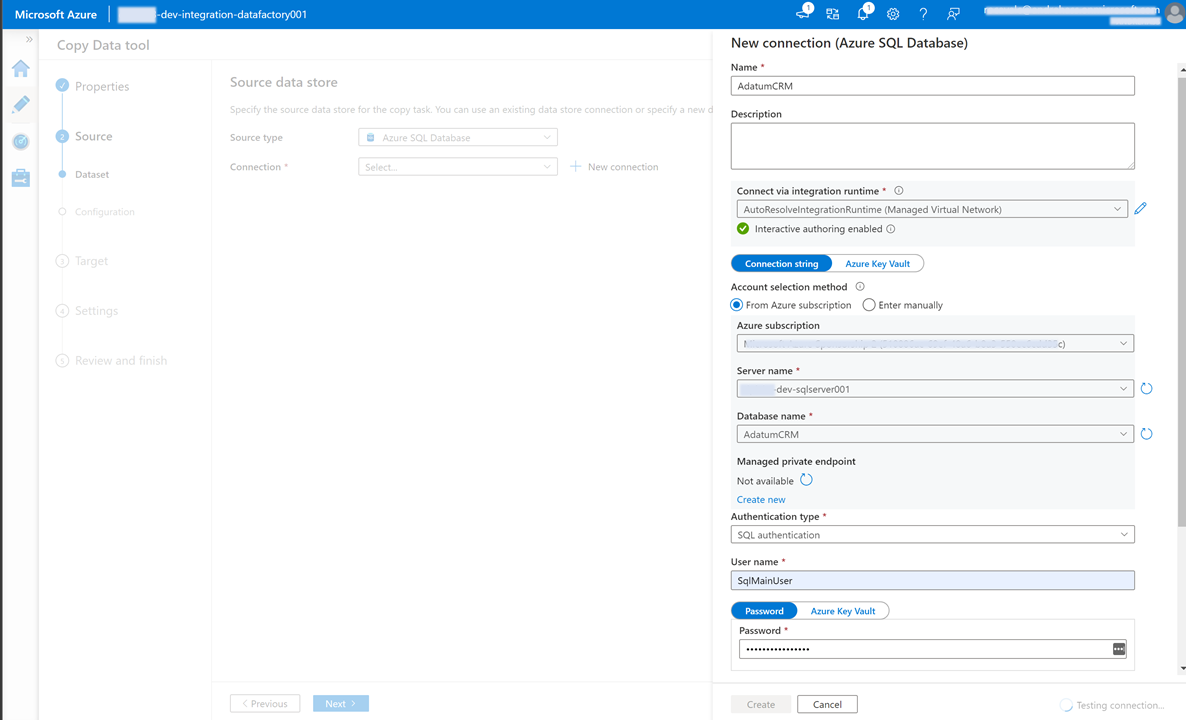 Microsoft Azure
-dev-integration-datafactory001
1
1
Copy Data tool
Properties
2 Source
Dataset
Configuration
3 Target
4 Settings
5 Review and finish
Source data store
Specify the source data store for the copy task. You can use an existing data store connection or specify a new d
Source type
Azure SQL Database
Connection *
Select...
New connection
Previous
Next
New connection (Azure SQL Database)
Name *
AdatumCRM
Description
Connect via integration runtime *
AutoResolveIntegrationRuntime (Managed Virtual Network)
Interactive authoring enabled
Connection string
Azure Key Vault
Account selection method
From Azure subscription
Enter manually
Azure subscription
c)
Server name *
-dev-sqlserver001
Database name *
AdatumCRM
Managed private endpoint
Not available
Create new
Authentication type *
SQL authentication
User name *
SqlMainUser
Password
Azure Key Vault
Password *
••••••••••••••••
Create
Cancel
Testing connection...